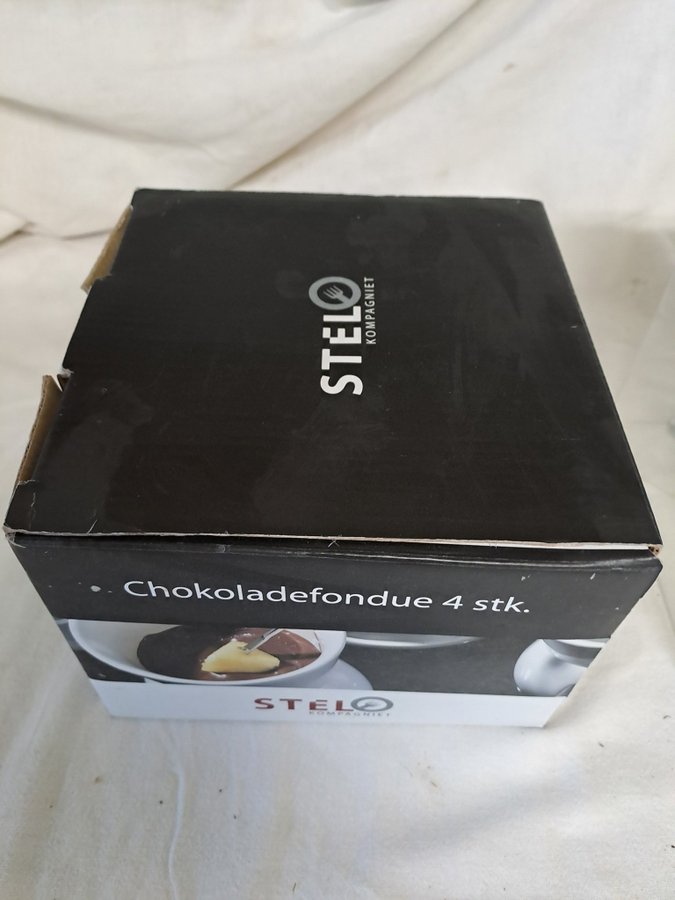 STELO
KOMPAGNIET
Chokoladefondue 4 stk.
STELO
KOMPAGNIET